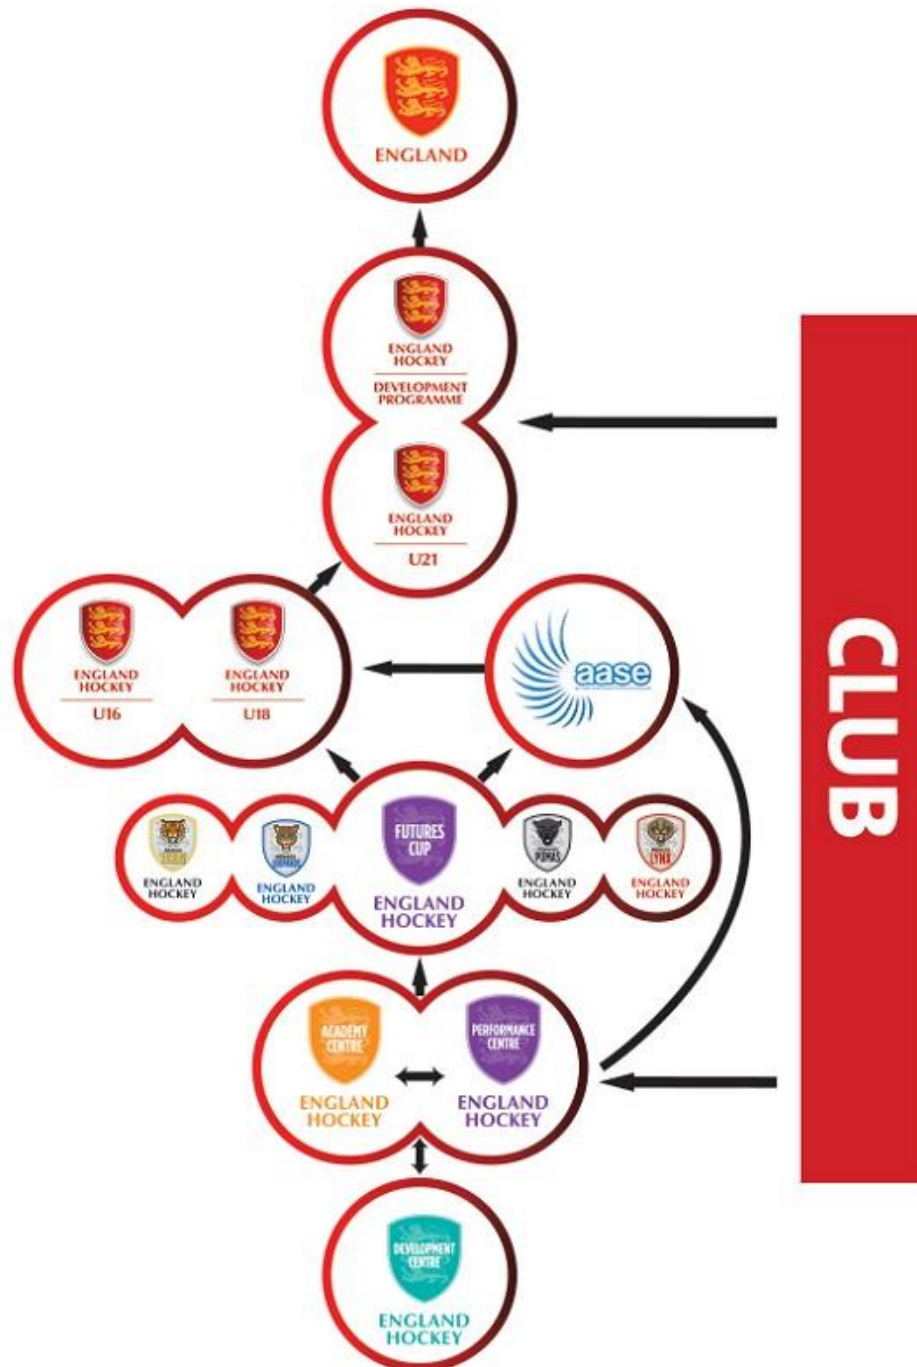 ENGLAND
ENGLAND
HOCKEY
DEVELOPMENT
PROGRAMME
ENGLAND
HOCKEY
U21
ENGLAND
HOCKEY
U16
ENGLAND
HOCKEY
U18
aase
CLUB
ENGLAND
HOCKEY
ENGLAND
HOCKEY
FUTURES
CUP
ENGLAND
HOCKEY
PUMAS
ENGLAND
HOCKEY
LYNX
ENGLAND
HOCKEY
ACADEMY
CENTRE
ENGLAND
HOCKEY
PERFORMANCE
CENTRE
ENGLAND
HOCKEY
DEVELOPMENT
CENTRE
ENGLAND
HOCKEY